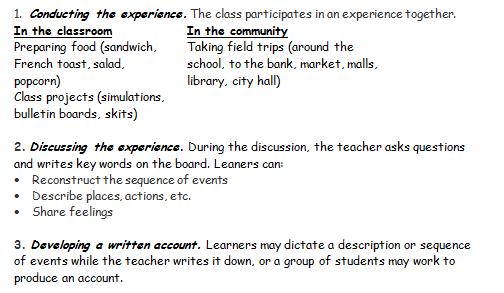 1. Conducting the experience. The class participates in an experience together.
In the classroom In the community
Preparing food (sandwich, Taking field trips (around the
French toast, salad, school, to the bank, market, malls,
popcorn) library, city hall)
Class projects (simulations,
bulletin boards, skits)
2. Discussing the experience. During the discussion, the teacher asks questions
and writes key words on the board. Leaners can:
• Reconstruct the sequence of events
• Describe places, actions, etc.
• Share feelings
3. Developing a written account. Learners may dictate a description or sequence
of events while the teacher writes it down, or a group of students may work to
produce an account.